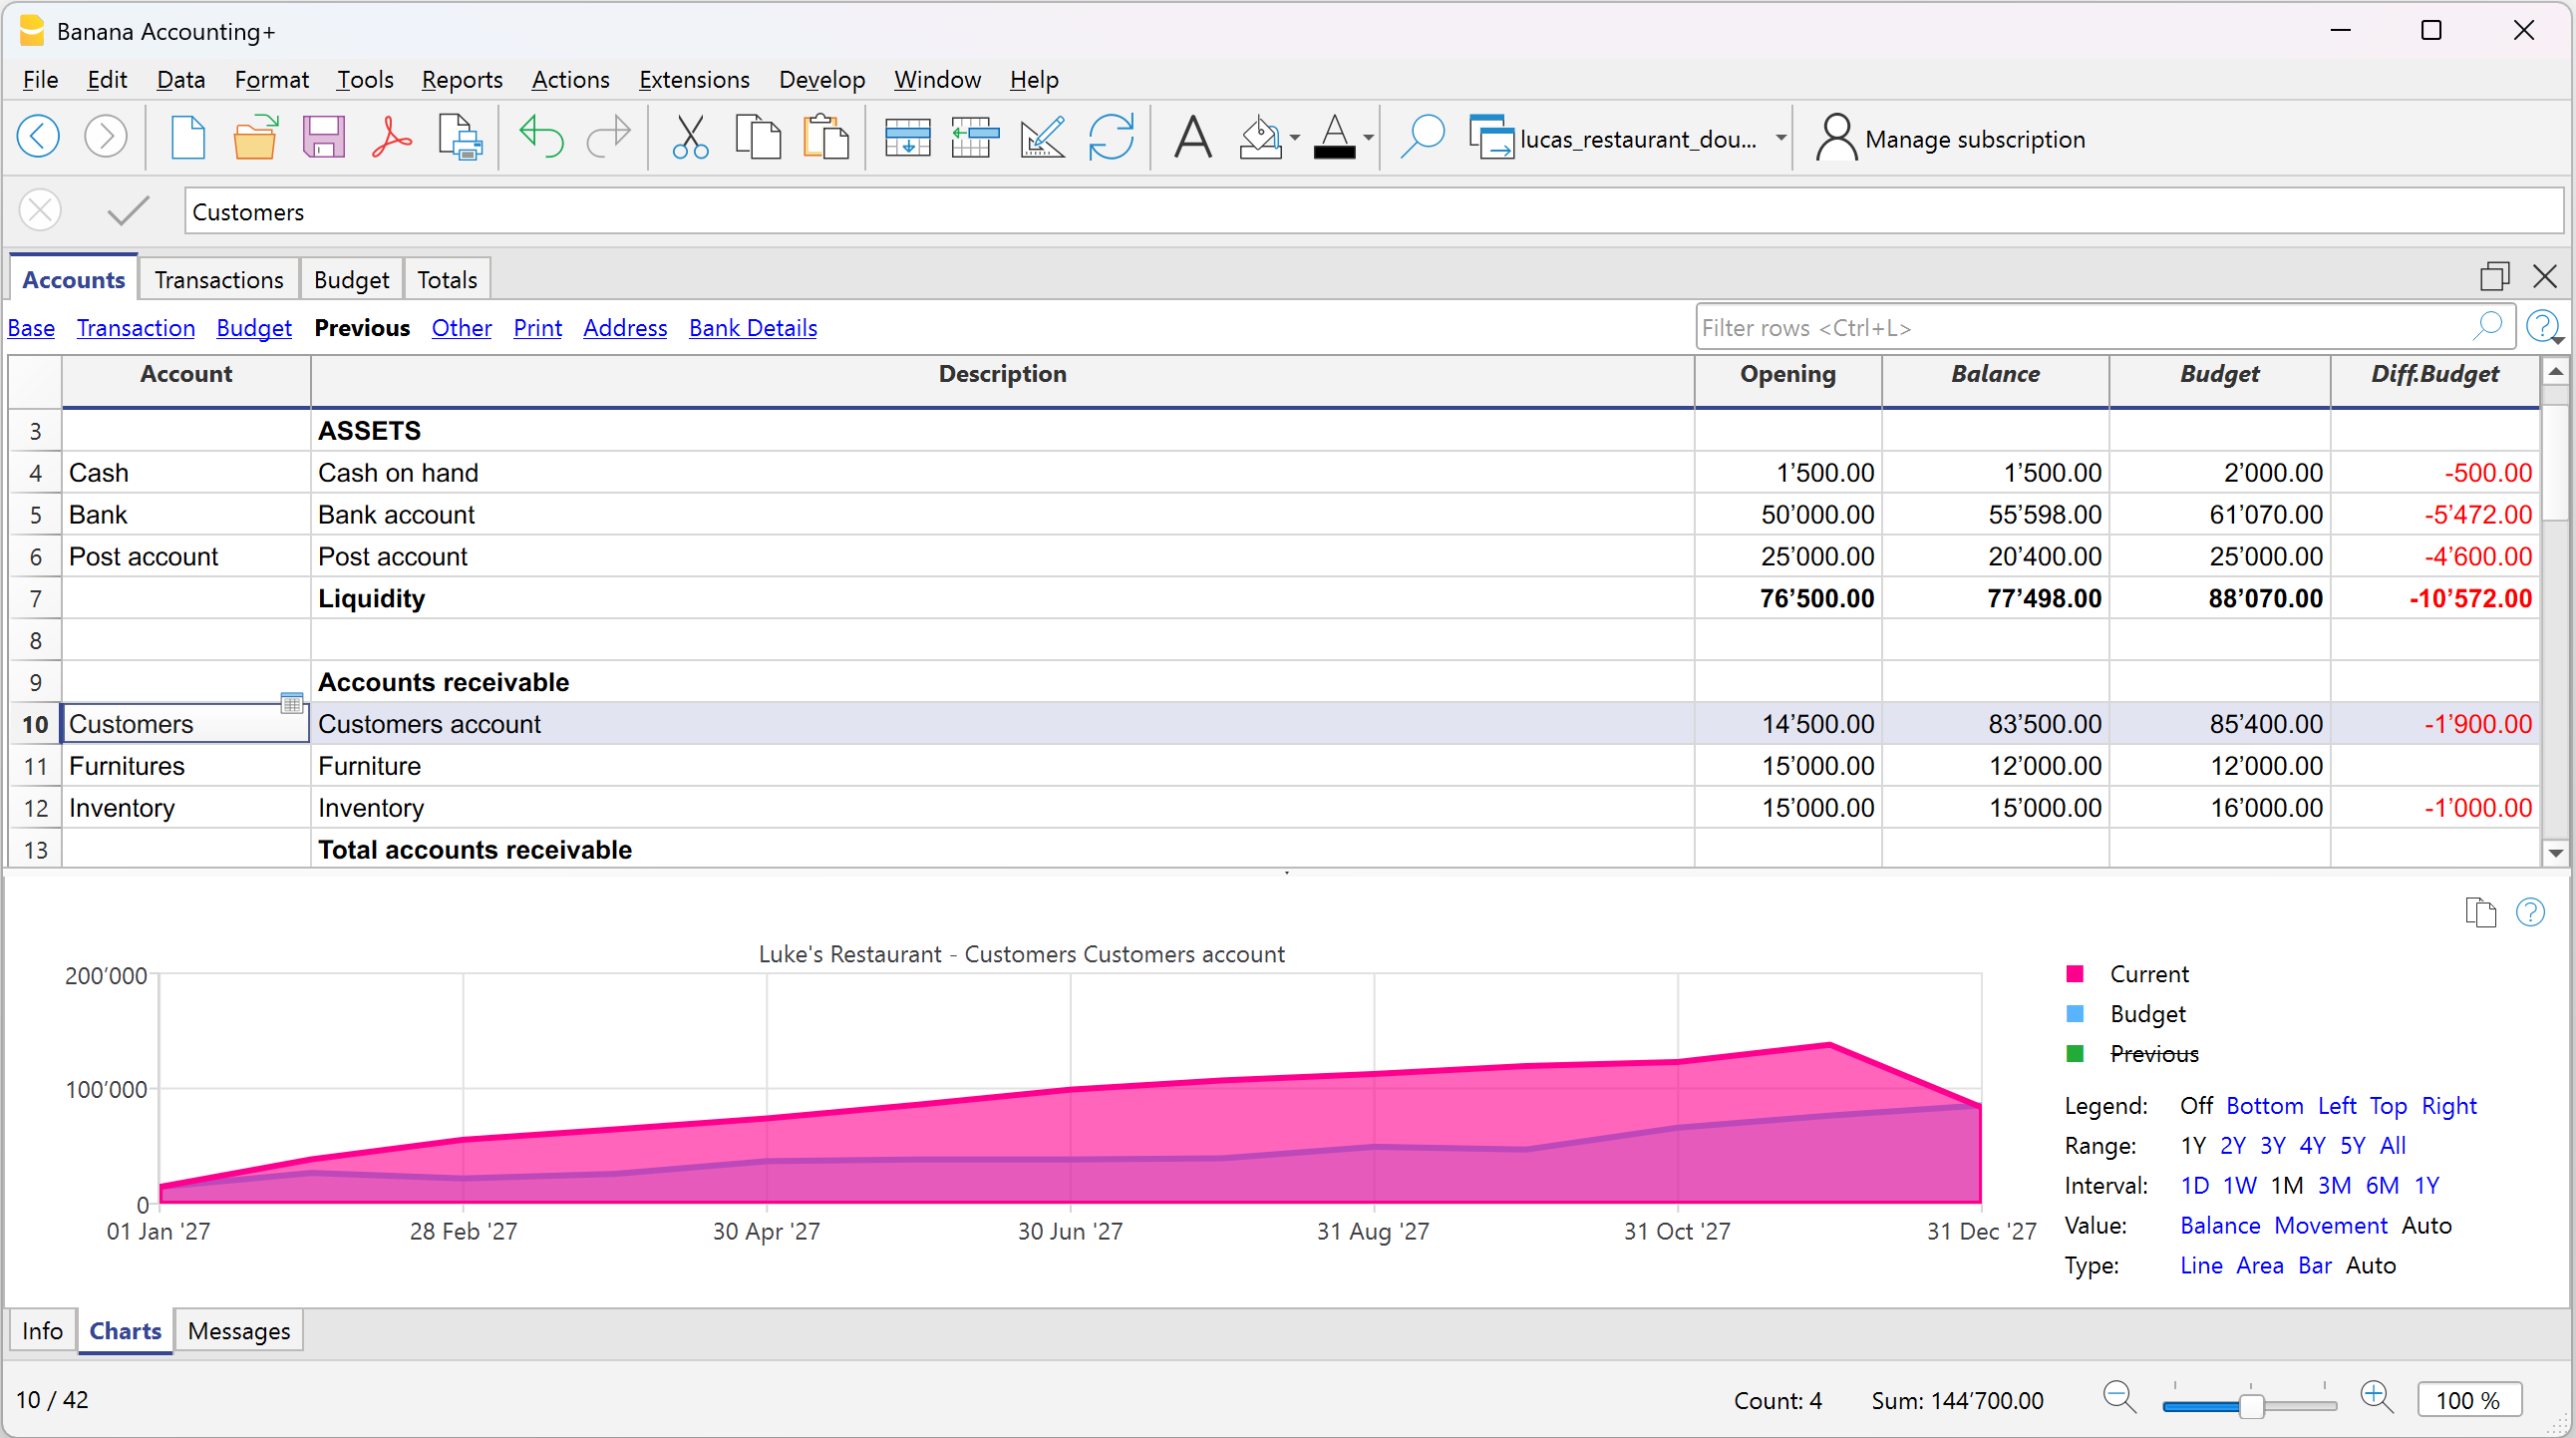 Banana Accounting+
File Edit Data Format Tools Reports Actions Extensions Develop Window Help
A A lucas_restaurant_dou... Manage subscription
Customers
Accounts Transactions Budget Totals
Base Transaction Budget Previous Other Print Address Bank Details Filter rows <Ctrl+L> ?
Account Description Opening Balance Budget Diff.Budget
3 ASSETS
4 Cash Cash on hand 1’500.00 1’500.00 2’000.00 -500.00
5 Bank Bank account 50’000.00 55’598.00 61’070.00 -5’472.00
6 Post account Post account 25’000.00 20’400.00 25’000.00 -4’600.00
7 Liquidity 76’500.00 77’498.00 88’070.00 -10’572.00
8
9 Accounts receivable
10 Customers Customers account 14’500.00 83’500.00 85’400.00 -1’900.00
11 Furnitures Furniture 15’000.00 12’000.00 12’000.00
12 Inventory Inventory 15’000.00 15’000.00 16’000.00 -1’000.00
13 Total accounts receivable
?
Luke's Restaurant - Customers Customers account
200’000
100’000
0
01 Jan '27 28 Feb '27 30 Apr '27 30 Jun '27 31 Aug '27 31 Oct '27 31 Dec '27
Current
Budget
Previous
Legend: Off Bottom Left Top Right
Range: 1Y 2Y 3Y 4Y 5Y All
Interval: 1D 1W 1M 3M 6M 1Y
Value: Balance Movement Auto
Type: Line Area Bar Auto
Info Charts Messages
10 / 42 Count: 4 Sum: 144’700.00 100 %